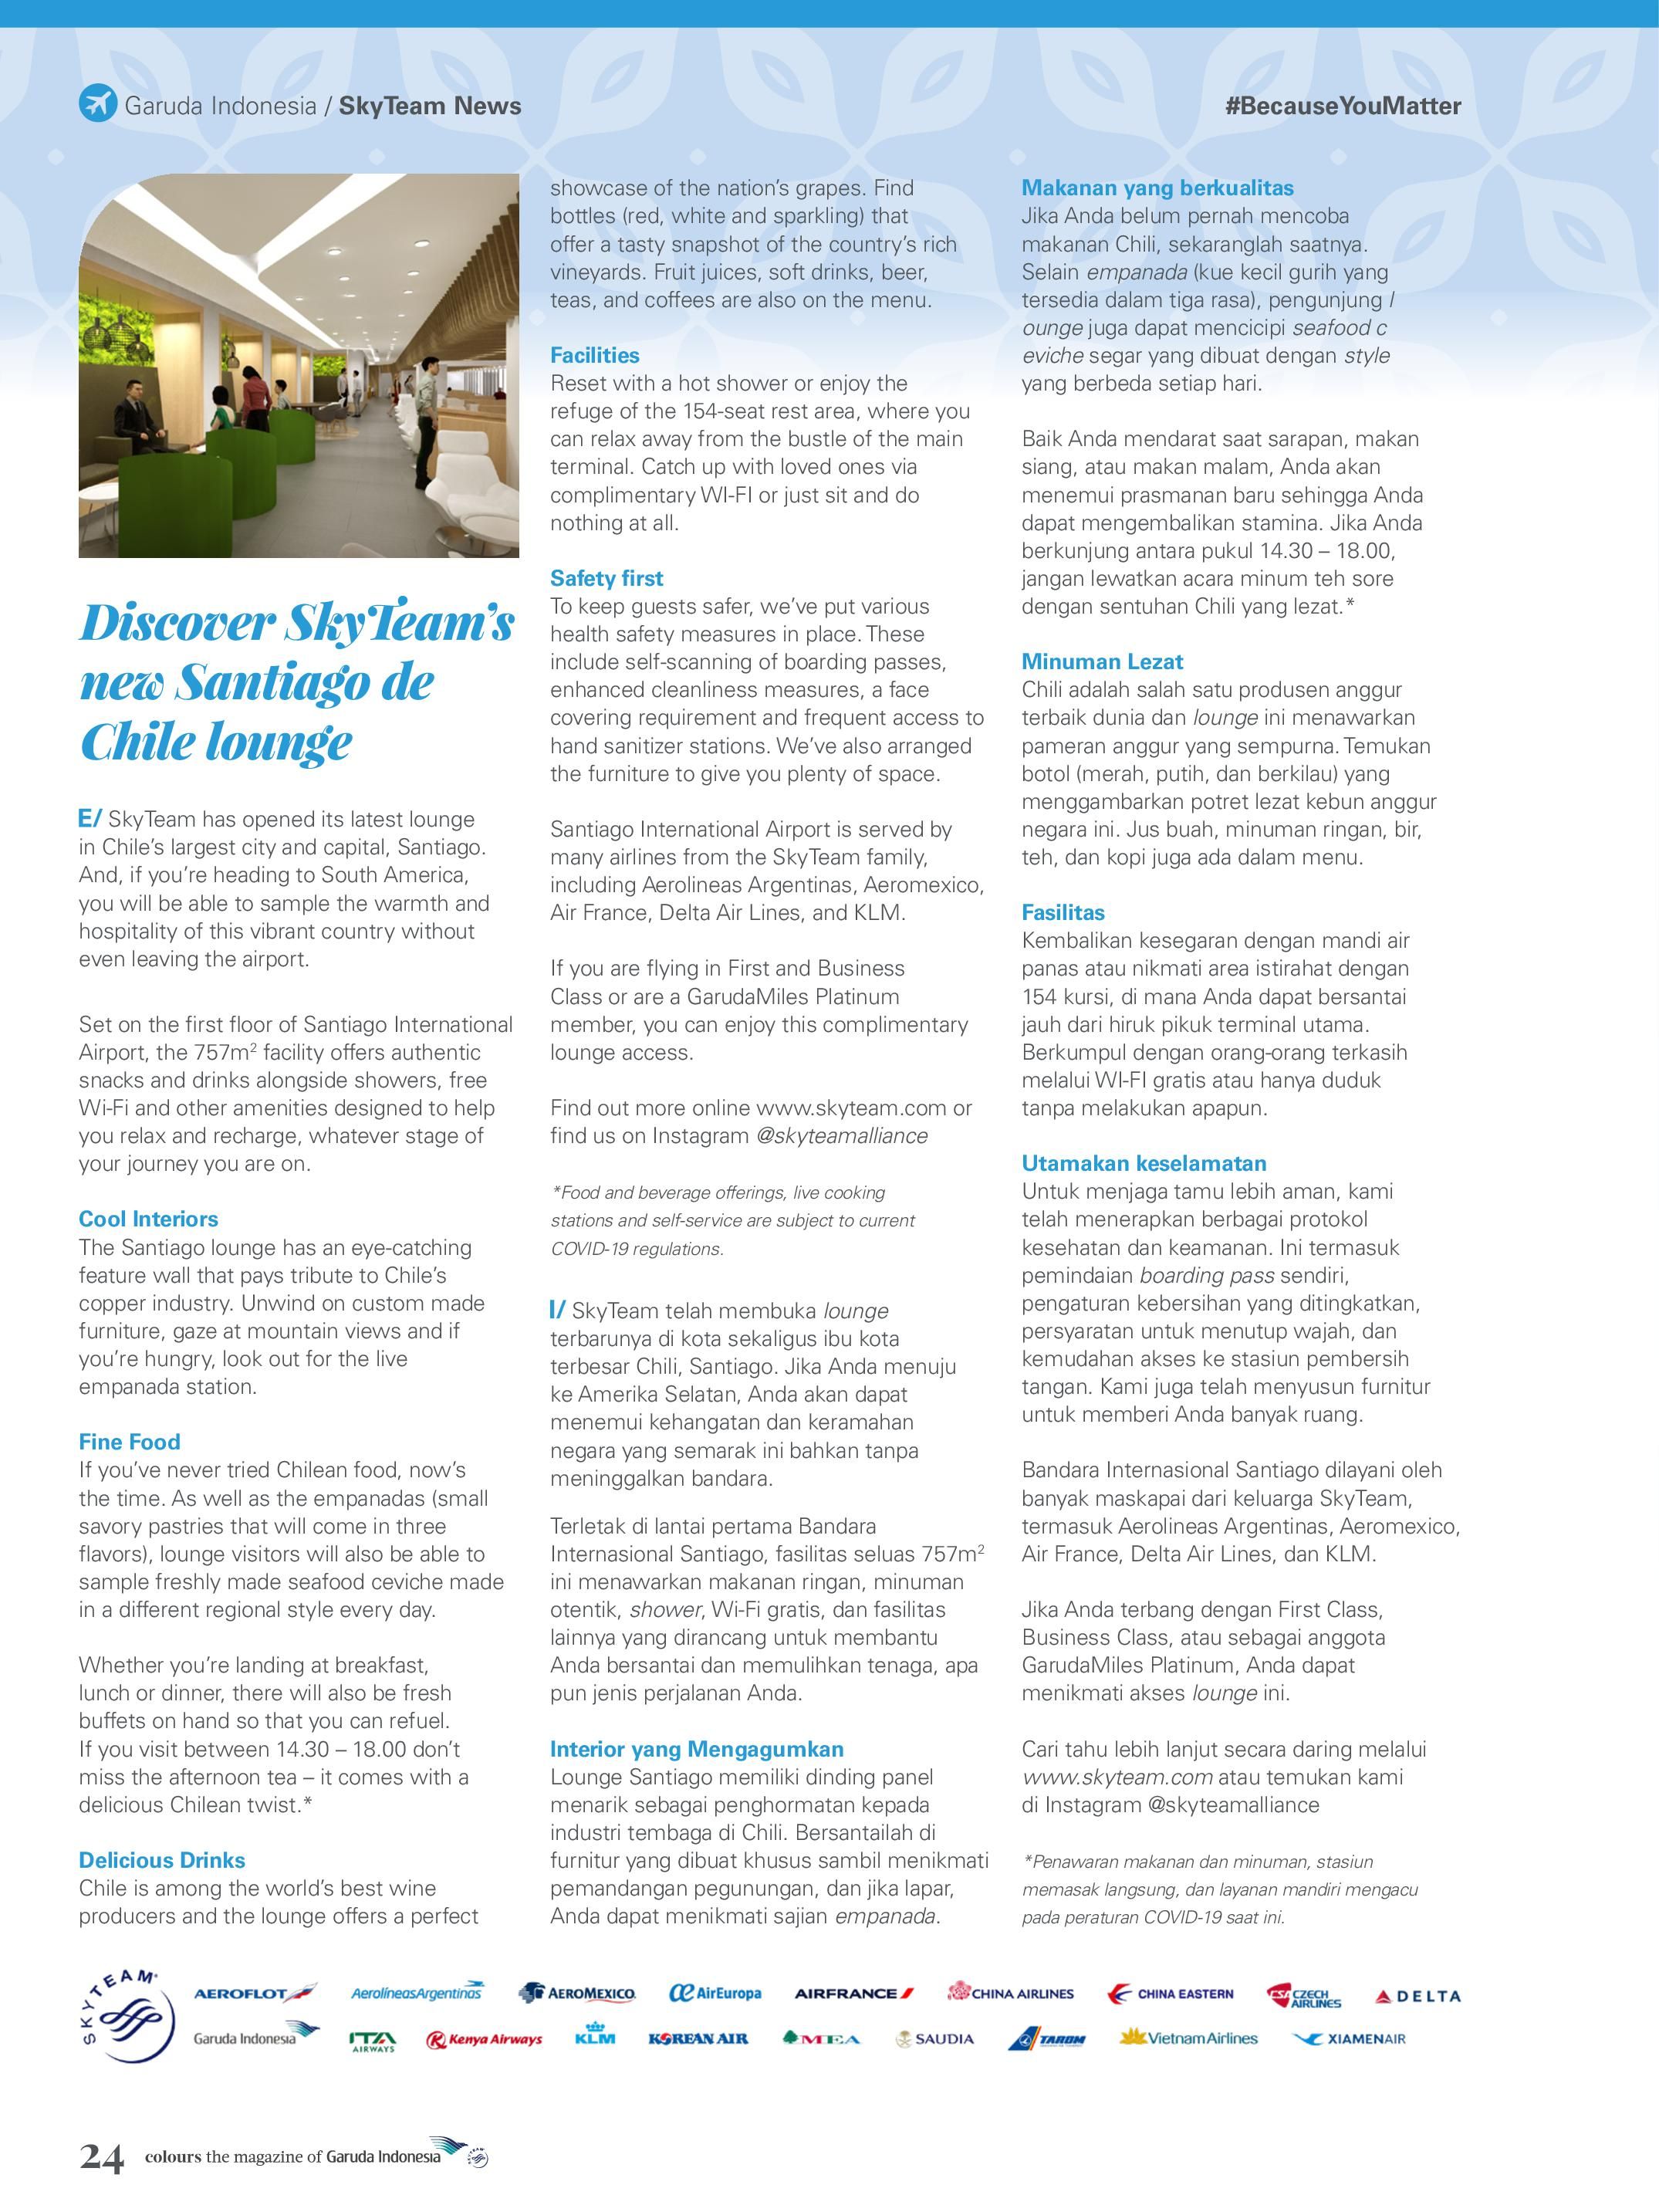 Garuda Indonesia / SkyTeam News
#BecauseYouMatter
Discover SkyTeam's
new Santiago de
Chile lounge
E/ SkyTeam has opened its latest lounge
in Chile's largest city and capital, Santiago.
And, if you're heading to South America,
you will be able to sample the warmth and
hospitality of this vibrant country without
even leaving the airport.
Set on the first floor of Santiago International
Airport, the 757m² facility offers authentic
snacks and drinks alongside showers, free
Wi-Fi and other amenities designed to help
you relax and recharge, whatever stage of
your journey you are on.
Cool Interiors
The Santiago lounge has an eye-catching
feature wall that pays tribute to Chile's
copper industry. Unwind on custom made
furniture, gaze at mountain views and if
you're hungry, look out for the live
empanada station.
Fine Food
If you've never tried Chilean food, now's
the time. As well as the empanadas (small
savory pastries that will come in three
flavors), lounge visitors will also be able to
sample freshly made seafood ceviche made
in a different regional style every day.
Whether you're landing at breakfast,
lunch or dinner, there will also be fresh
buffets on hand so that you can refuel.
If you visit between 14.30 – 18.00 don't
miss the afternoon tea – it comes with a
delicious Chilean twist.*
Delicious Drinks
Chile is among the world's best wine
producers and the lounge offers a perfect
showcase of the nation's grapes. Find
bottles (red, white and sparkling) that
offer a tasty snapshot of the country's rich
vineyards. Fruit juices, soft drinks, beer,
teas, and coffees are also on the menu.
Facilities
Reset with a hot shower or enjoy the
refuge of the 154-seat rest area, where you
can relax away from the bustle of the main
terminal. Catch up with loved ones via
complimentary WI-FI or just sit and do
nothing at all.
Safety first
To keep guests safer, we've put various
health safety measures in place. These
include self-scanning of boarding passes,
enhanced cleanliness measures, a face
covering requirement and frequent access to
hand sanitizer stations. We've also arranged
the furniture to give you plenty of space.
Santiago International Airport is served by
many airlines from the SkyTeam family,
including Aerolineas Argentinas, Aeromexico,
Air France, Delta Air Lines, and KLM.
If you are flying in First and Business
Class or are a GarudaMiles Platinum
member, you can enjoy this complimentary
lounge access.
Find out more online www.skyteam.com or
find us on Instagram @skyteamalliance
*Food and beverage offerings, live cooking
stations and self-service are subject to current
COVID-19 regulations.
I/ SkyTeam telah membuka lounge
terbarunya di kota sekaligus ibu kota
terbesar Chili, Santiago. Jika Anda menuju
ke Amerika Selatan, Anda akan dapat
menemui kehangatan dan keramahan
negara yang semarak ini bahkan tanpa
meninggalkan bandara.
Terletak di lantai pertama Bandara
Internasional Santiago, fasilitas seluas 757m²
ini menawarkan makanan ringan, minuman
otentik, shower, Wi-Fi gratis, dan fasilitas
lainnya yang dirancang untuk membantu
Anda bersantai dan memulihkan tenaga, apa
pun jenis perjalanan Anda.
Interior yang Mengagumkan
Lounge Santiago memiliki dinding panel
menarik sebagai penghormatan kepada
industri tembaga di Chili. Bersantailah di
furnitur yang dibuat khusus sambil menikmati
pemandangan pegunungan, dan jika lapar,
Anda dapat menikmati sajian empanada.
Makanan yang berkualitas
Jika Anda belum pernah mencoba
makanan Chili, sekaranglah saatnya.
Selain empanada (kue kecil gurih yang
tersedia dalam tiga rasa), pengunjung l
ounge juga dapat mencicipi seafood c
eviche segar yang dibuat dengan style
yang berbeda setiap hari.
Baik Anda mendarat saat sarapan, makan
siang, atau makan malam, Anda akan
menemui prasmanan baru sehingga Anda
dapat mengembalikan stamina. Jika Anda
berkunjung antara pukul 14.30 – 18.00,
jangan lewatkan acara minum teh sore
dengan sentuhan Chili yang lezat.*
Minuman Lezat
Chili adalah salah satu produsen anggur
terbaik dunia dan lounge ini menawarkan
pameran anggur yang sempurna. Temukan
botol (merah, putih, dan berkilau) yang
menggambarkan potret lezat kebun anggur
negara ini. Jus buah, minuman ringan, bir,
teh, dan kopi juga ada dalam menu.
Fasilitas
Kembalikan kesegaran dengan mandi air
panas atau nikmati area istirahat dengan
154 kursi, di mana Anda dapat bersantai
jauh dari hiruk pikuk terminal utama.
Berkumpul dengan orang-orang terkasih
melalui WI-FI gratis atau hanya duduk
tanpa melakukan apapun.
Utamakan keselamatan
Untuk menjaga tamu lebih aman, kami
telah menerapkan berbagai protokol
kesehatan dan keamanan. Ini termasuk
pemindaian boarding pass sendiri,
pengaturan kebersihan yang ditingkatkan,
persyaratan untuk menutup wajah, dan
kemudahan akses ke stasiun pembersih
tangan. Kami juga telah menyusun furnitur
untuk memberi Anda banyak ruang.
Bandara Internasional Santiago dilayani oleh
banyak maskapai dari keluarga SkyTeam,
termasuk Aerolineas Argentinas, Aeromexico,
Air France, Delta Air Lines, dan KLM.
Jika Anda terbang dengan First Class,
Business Class, atau sebagai anggota
GarudaMiles Platinum, Anda dapat
menikmati akses lounge ini.
Cari tahu lebih lanjut secara daring melalui
www.skyteam.com atau temukan kami
di Instagram @skyteamalliance
*Penawaran makanan dan minuman, stasiun
memasak langsung, dan layanan mandiri mengacu
pada peraturan COVID-19 saat ini.
SKYTEAM
AEROFLOT AerolíneasArgentinas AEROMEXICO AirEuropa AIRFRANCE CHINA AIRLINES CHINA EASTERN CSA CZECH AIRLINES DELTA
Garuda Indonesia ITA AIRWAYS Kenya Airways KLM KOREAN AIR MEA SAUDIA TAROM Vietnam Airlines XIAMENAIR
24 colours the magazine of Garuda Indonesia